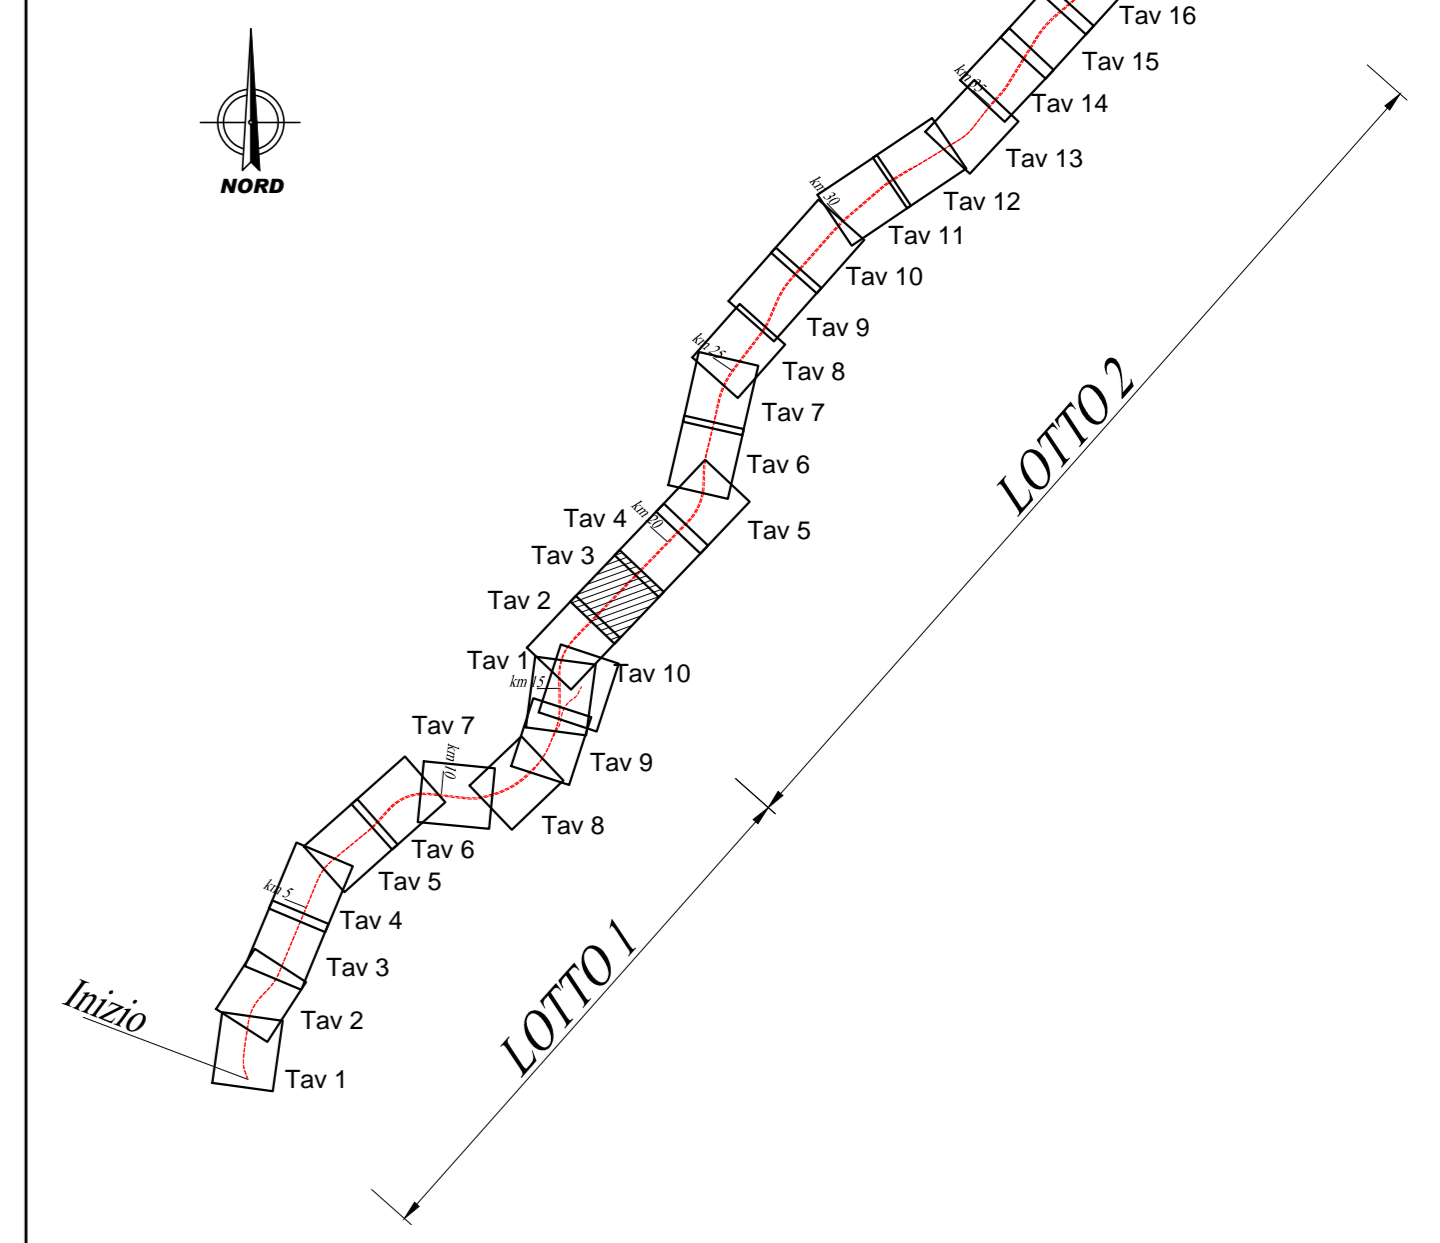 Tav 16
Tav 15
km 35
Tav 14
Tav 13
NORD
km 30
Tav 12
Tav 11
Tav 10
Tav 9
km 25
Tav 8
Tav 7
LOTTO 2
Tav 6
Tav 4
km 20
Tav 5
Tav 3
Tav 2
Tav 1
Tav 10
km 15
Tav 7
km 10
Tav 9
Tav 8
Tav 6
Tav 5
km 5
Tav 4
Tav 3
LOTTO 1
Inizio
Tav 2
Tav 1